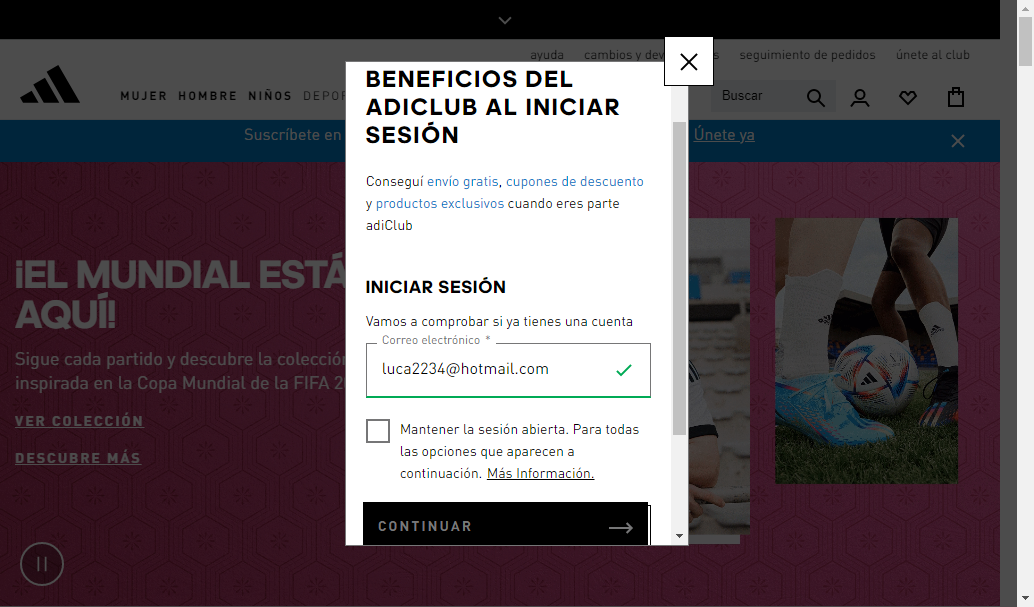 ayuda cambios y dev s seguimiento de pedidos únete al club
MUJER HOMBRE NIÑOS DEPOR
Buscar
Suscríbete en
Únete ya
BENEFICIOS DEL
ADICLUB AL INICIAR
SESIÓN
Conseguí envío gratis, cupones de descuento
y productos exclusivos cuando eres parte
adiClub
INICIAR SESIÓN
Vamos a comprobar si ya tienes una cuenta
Correo electrónico *
luca2234@hotmail.com
Mantener la sesión abierta. Para todas
las opciones que aparecen a
continuación. Más Información.
CONTINUAR
¡EL MUNDIAL ESTÁ
AQUÍ!
Sigue cada partido y descubre la colección
inspirada en la Copa Mundial de la FIFA 2
VER COLECCIÓN
DESCUBRE MÁS